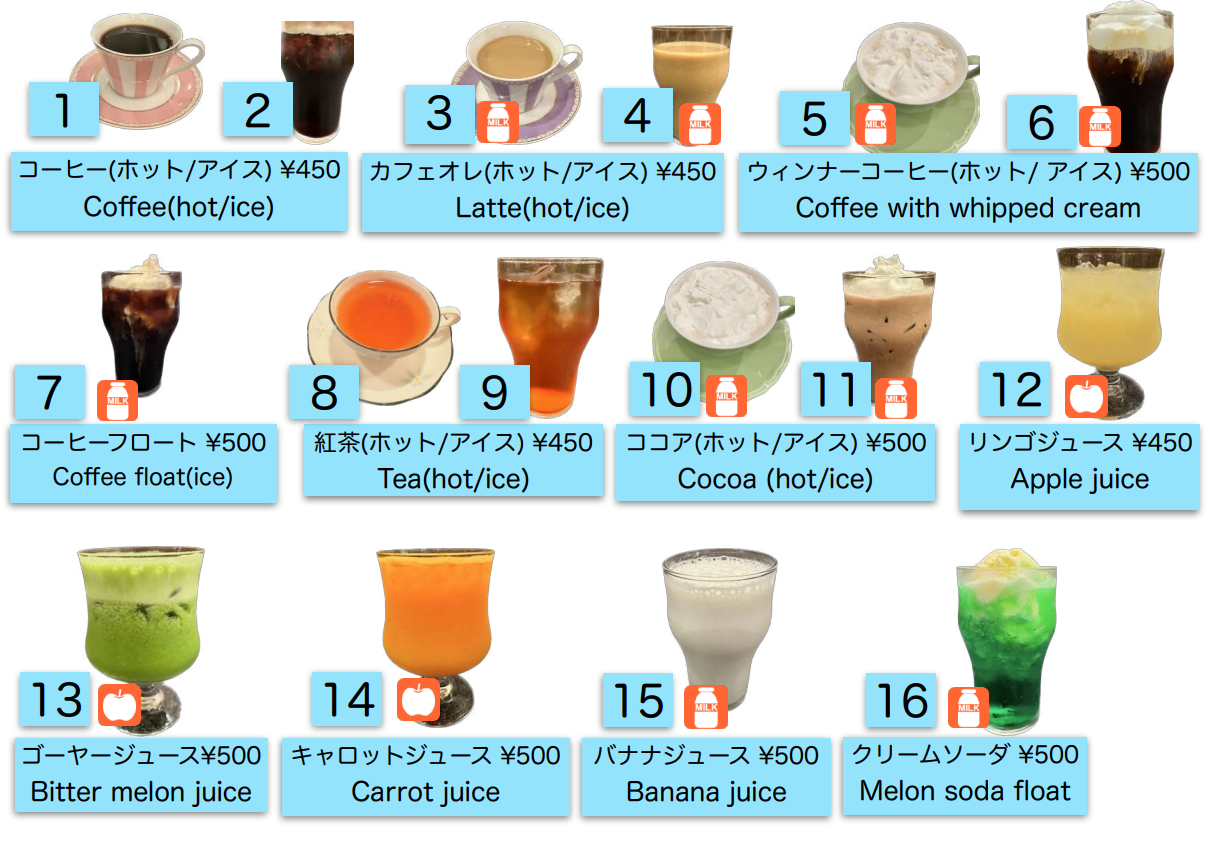 1
2
3
MILK
4
MILK
5
MILK
6
MILK
コーヒー(ホット/アイス) ¥450
Coffee(hot/ice)
カフェオレ(ホット/アイス) ¥450
Latte(hot/ice)
ウィンナーコーヒー(ホット/ アイス) ¥500
Coffee with whipped cream
7
MILK
8
9
10
MILK
11
MILK
12
コーヒーフロート ¥500
Coffee float(ice)
紅茶(ホット/アイス) ¥450
Tea(hot/ice)
ココア(ホット/アイス) ¥500
Cocoa (hot/ice)
リンゴジュース ¥450
Apple juice
13
14
15
MILK
16
MILK
ゴーヤージュース¥500
Bitter melon juice
キャロットジュース ¥500
Carrot juice
バナナジュース ¥500
Banana juice
クリームソーダ ¥500
Melon soda float